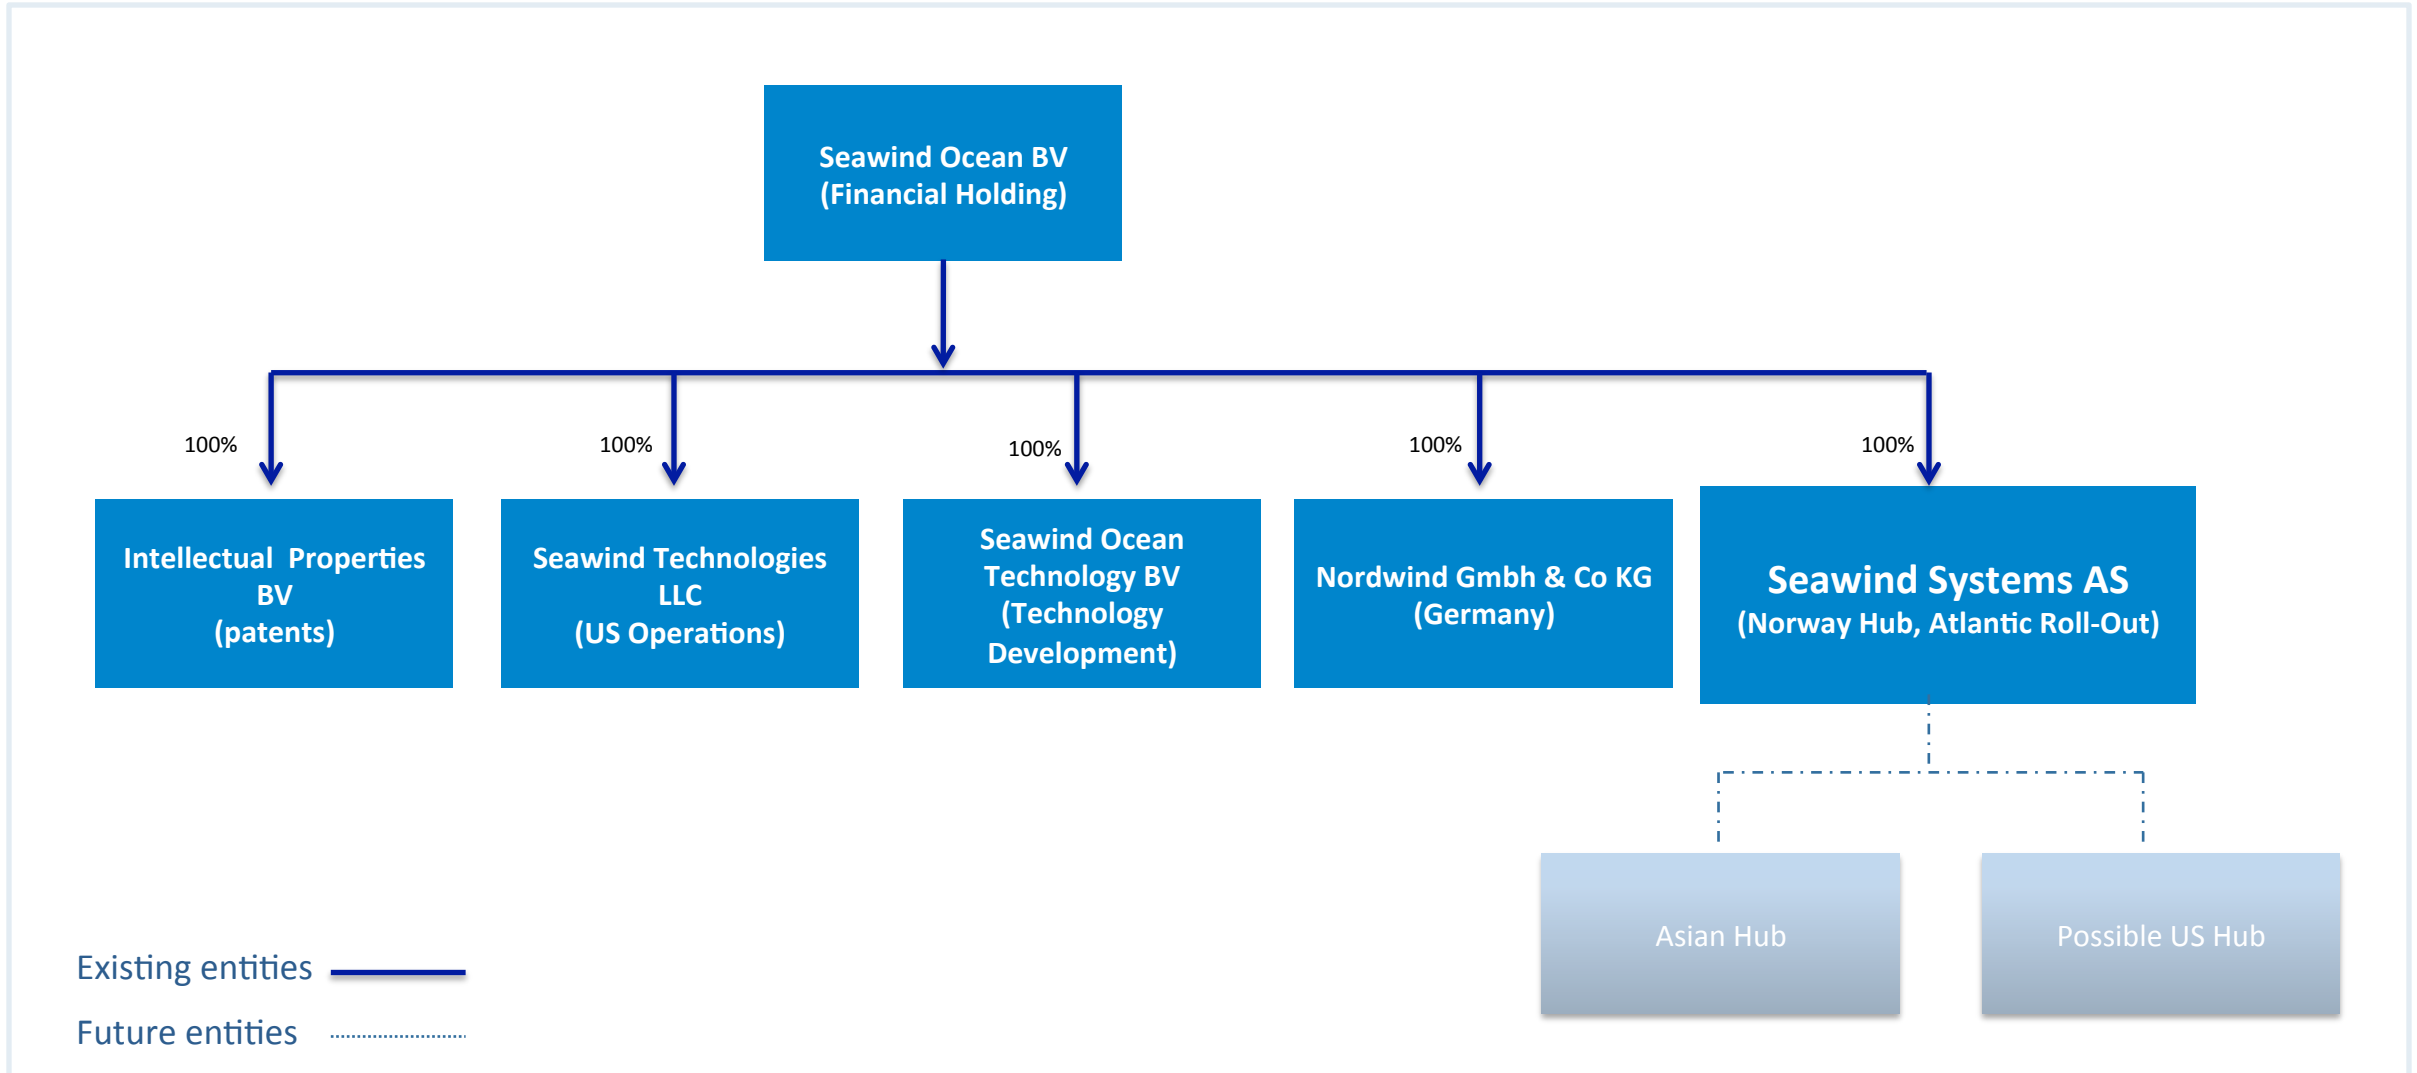 Seawind Ocean BV
(Financial Holding)
100%
100%
100%
100%
100%
Intellectual Properties
BV
(patents)
Seawind Technologies
LLC
(US Operations)
Seawind Ocean
Technology BV
(Technology
Development)
Nordwind Gmbh & Co KG
(Germany)
Seawind Systems AS
(Norway Hub, Atlantic Roll-Out)
Asian Hub
Possible US Hub
Existing entities
Future entities